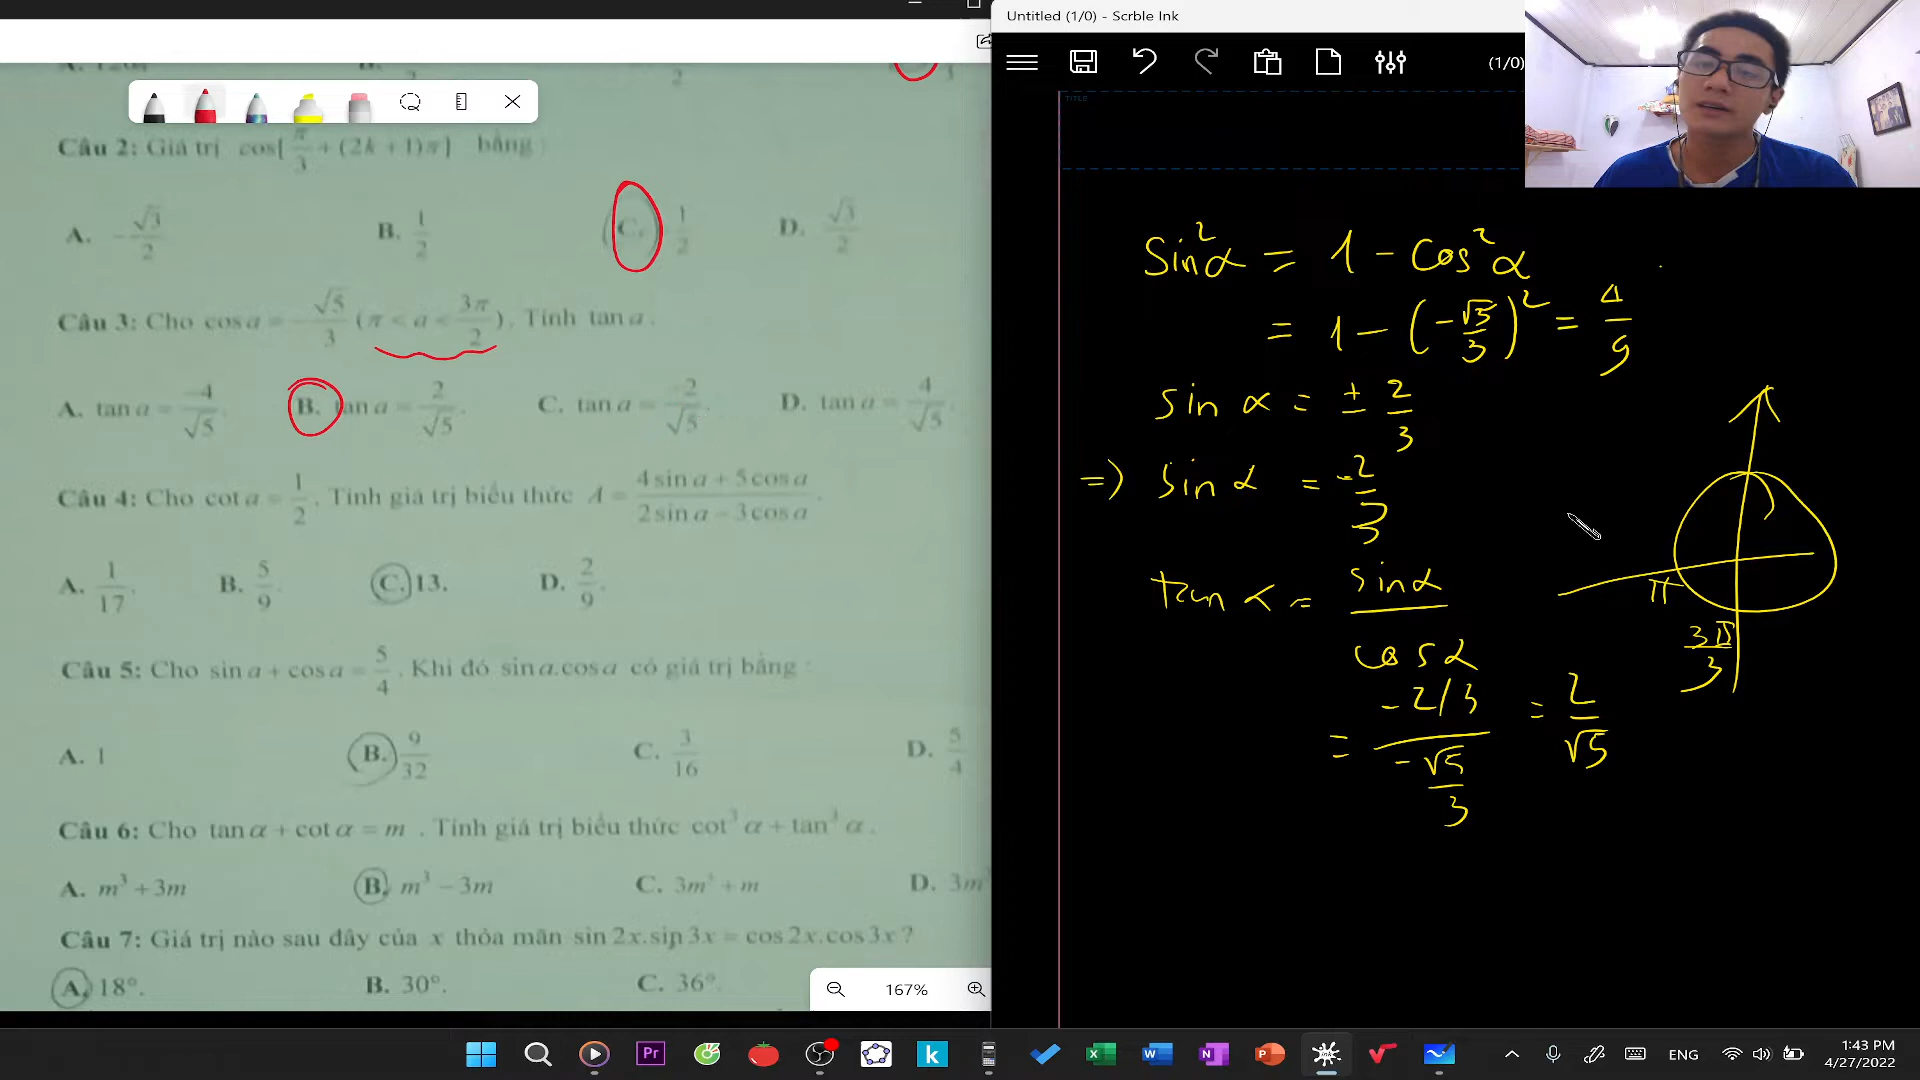 Untitled (1/0) - Scrble Ink
(1/0)
TITLE
Câu 2: Giá trị cos[π/3 + (2k + 1)π] bằng :
A. -√3/2 B. 1/2 C. 1/2 D. √3/2
Câu 3: Cho cos a = -√5/3 (π < a < 3π/2). Tính tan a.
A. tan a = -4/√5. B. tan a = 2/√5. C. tan a = -2/√5. D. tan a = 4/√5.
Câu 4: Cho cot a = 1/2. Tính giá trị biểu thức A = (4 sin a + 5 cos a)/(2 sin a - 3 cos a).
A. 1/17. B. 5/9. C. 13. D. 2/9.
Câu 5: Cho sin a + cos a = 5/4. Khi đó sin a.cos a có giá trị bằng :
A. 1 B. 9/32 C. 3/16 D. 5/4
Câu 6: Cho tan α + cot α = m. Tính giá trị biểu thức cot³ α + tan³ α.
A. m³ + 3m B. m³ - 3m C. 3m³ + m D. 3m
Câu 7: Giá trị nào sau đây của x thỏa mãn sin 2x.sin 3x = cos 2x.cos 3x ?
A. 18°. B. 30°. C. 36°.
167%
Sin²α = 1 - Cos²α
= 1 - (-√5/3)² = 4/9
sin α = ± 2/3
=> sin α = -2/3
tan α = sin α / cos α
= (-2/3)/(-√5/3) = 2/√5
π
3π/3
Pr
k
ENG
1:43 PM
4/27/2022